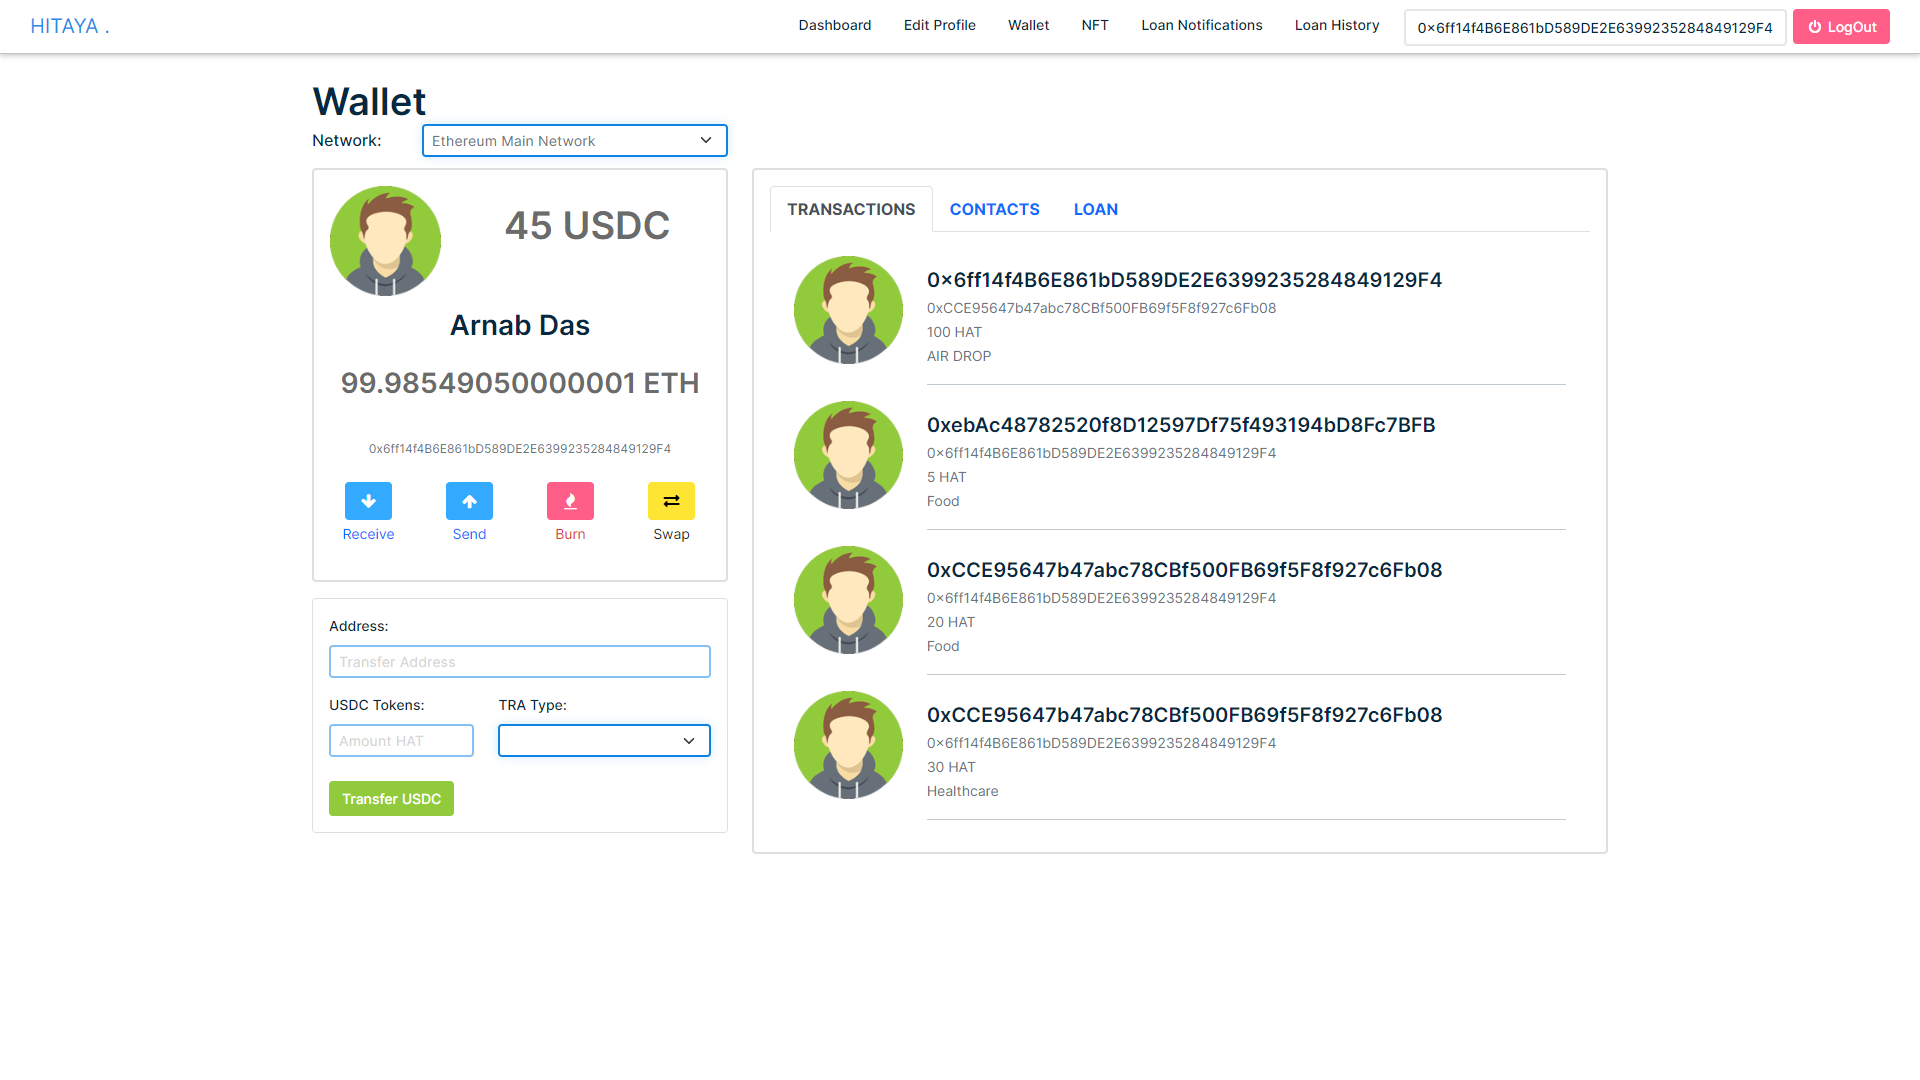 HITAYA .
Dashboard
Edit Profile
Wallet
NFT
Loan Notifications
Loan History
0x6ff14f4B6E861bD589DE2E6399235284849129F4
LogOut
Wallet
Network:
Ethereum Main Network
45 USDC
Arnab Das
99.98549050000001 ETH
0x6ff14f4B6E861bD589DE2E6399235284849129F4
Receive
Send
Burn
Swap
Address:
Transfer Address
USDC Tokens:
TRA Type:
Amount HAT
Transfer USDC
TRANSACTIONS
CONTACTS
LOAN
0x6ff14f4B6E861bD589DE2E6399235284849129F4
0xCCE95647b47abc78CBf500FB69f5F8f927c6Fb08
100 HAT
AIR DROP
0xebAc48782520f8D12597Df75f493194bD8Fc7BFB
0x6ff14f4B6E861bD589DE2E6399235284849129F4
5 HAT
Food
0xCCE95647b47abc78CBf500FB69f5F8f927c6Fb08
0x6ff14f4B6E861bD589DE2E6399235284849129F4
20 HAT
Food
0xCCE95647b47abc78CBf500FB69f5F8f927c6Fb08
0x6ff14f4B6E861bD589DE2E6399235284849129F4
30 HAT
Healthcare